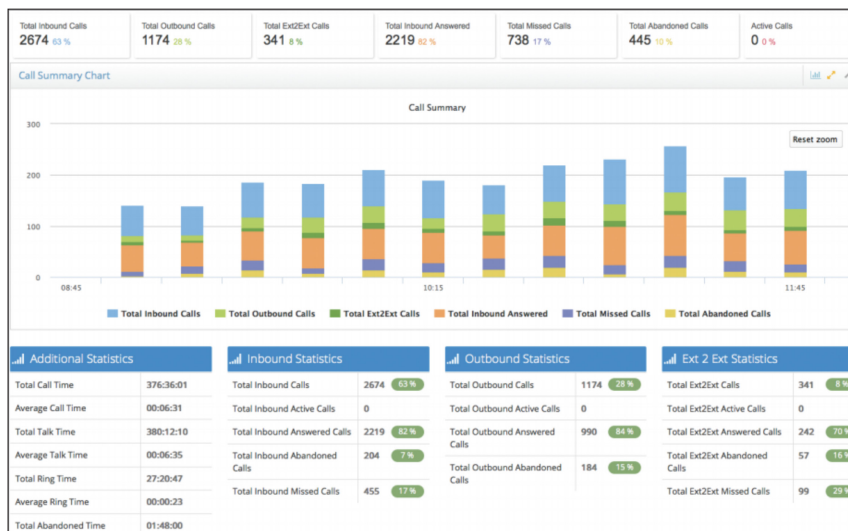 Total Inbound Calls
2674 63 %
Total Outbound Calls
1174 28 %
Total Ext2Ext Calls
341 8 %
Total Inbound Answered
2219 82 %
Total Missed Calls
738 17 %
Total Abandoned Calls
445 10 %
Active Calls
0 0 %
Call Summary Chart
Call Summary
Reset zoom
300
200
100
0
08:45
10:15
11:45
Total Inbound Calls
Total Outbound Calls
Total Ext2Ext Calls
Total Inbound Answered
Total Missed Calls
Total Abandoned Calls
Additional Statistics
Total Call Time 376:36:01
Average Call Time 00:06:31
Total Talk Time 380:12:10
Average Talk Time 00:06:35
Total Ring Time 27:20:47
Average Ring Time 00:00:23
Total Abandoned Time 01:48:00
Inbound Statistics
Total Inbound Calls 2674 63 %
Total Inbound Active Calls 0
Total Inbound Answered Calls 2219 82 %
Total Inbound Abandoned
Calls
204 7 %
Total Inbound Missed Calls 455 17 %
Outbound Statistics
Total Outbound Calls 1174 28 %
Total Outbound Active Calls 0
Total Outbound Answered
Calls
990 84 %
Total Outbound Abandoned
Calls
184 15 %
Ext 2 Ext Statistics
Total Ext2Ext Calls 341 8 %
Total Ext2Ext Active Calls 0
Total Ext2Ext Answered Calls 242 70 %
Total Ext2Ext Abandoned
Calls
57 16 %
Total Ext2Ext Missed Calls 99 29 %